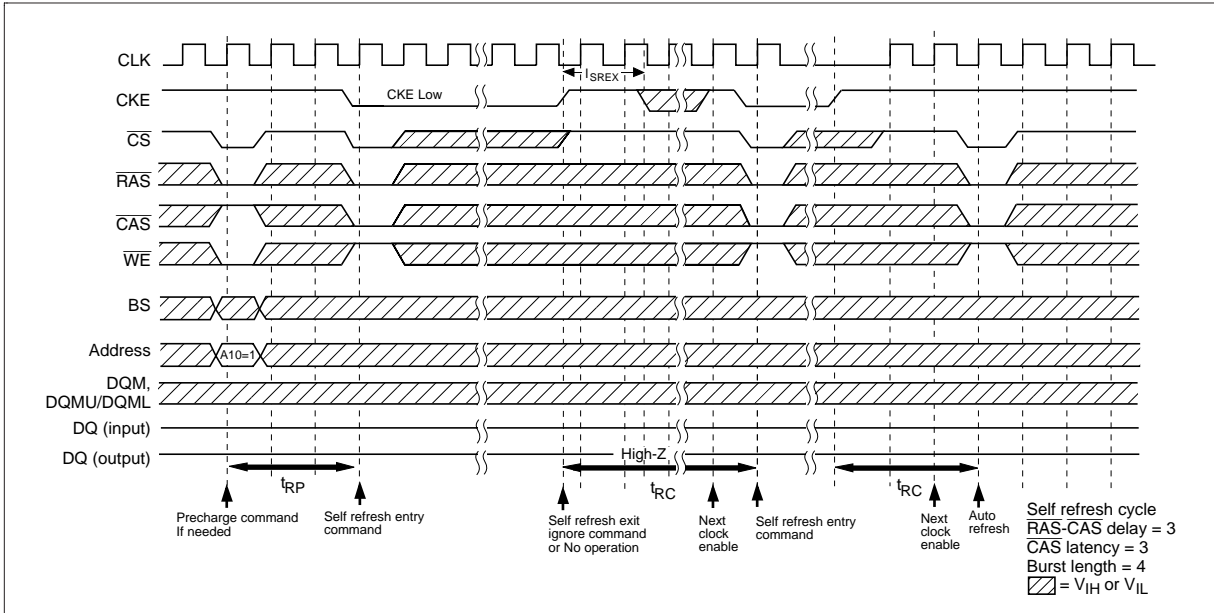 CLK
l SREX
CKE
CKE Low
CS
RAS
CAS
WE
BS
Address
A10=1
DQM,
DQMU/DQML
DQ (input)
DQ (output)
High-Z
tRP
tRC
tRC
Precharge command
If needed
Self refresh entry
command
Self refresh exit
ignore command
or No operation
Next
clock
enable
Self refresh entry
command
Next
clock
enable
Auto
refresh
Self refresh cycle
RAS-CAS delay = 3
CAS latency = 3
Burst length = 4
= VIH or VIL